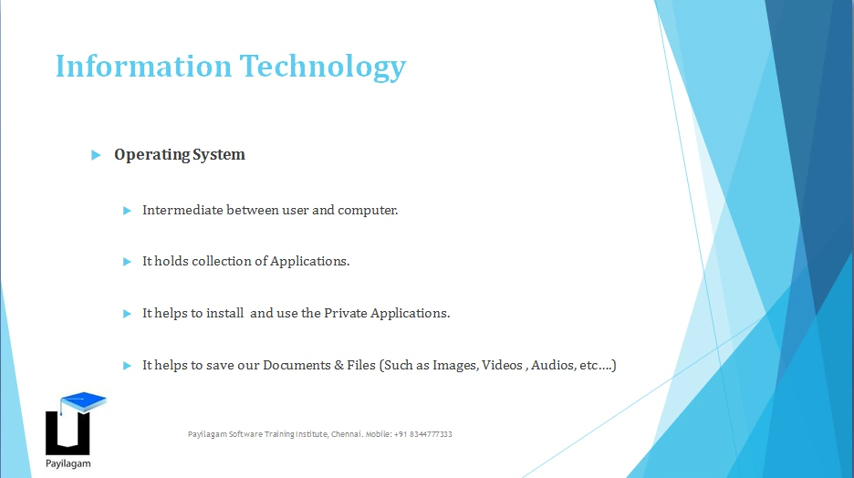 Information Technology
Operating System
Intermediate between user and computer.
It holds collection of Applications.
It helps to install  and use the Private Applications.
It helps to save our Documents & Files (Such as Images, Videos , Audios, etc....)
Payilagam Software Training Institute, Chennai. Mobile: +91 8344777333
Payilagam